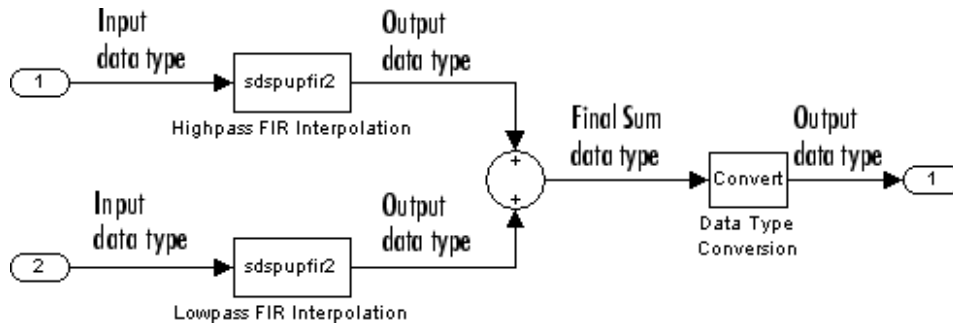 Input
data type
Output
data type
1
sdspupfir2
Highpass FIR Interpolation
+
+
Final Sum
data type
Output
data type
Convert
1
Data Type
Conversion
Input
data type
Output
data type
2
sdspupfir2
Lowpass FIR Interpolation